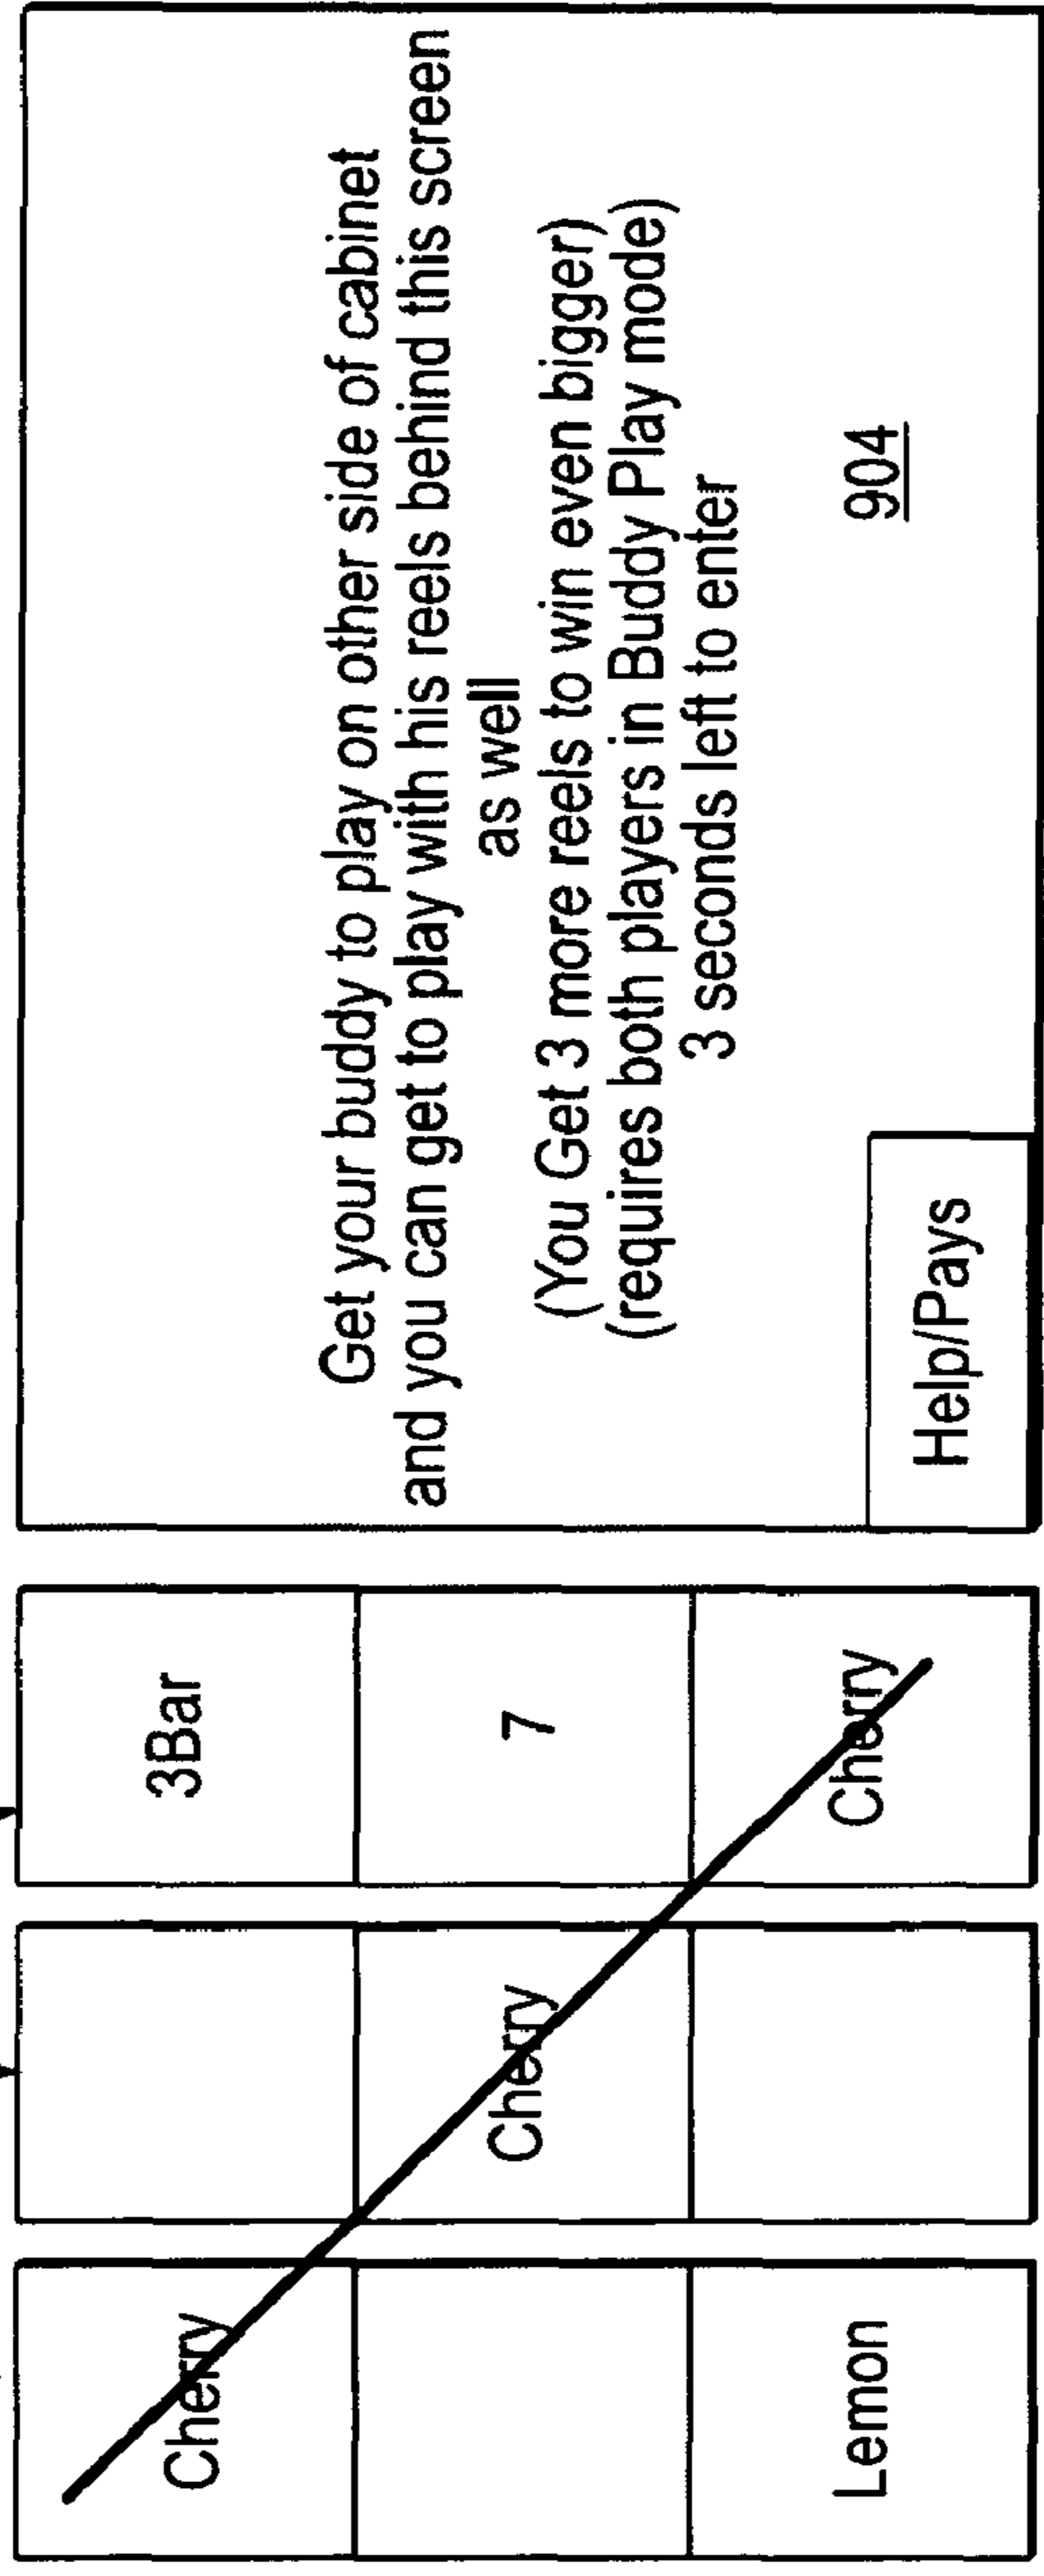 Cherry
3Bar
Cherry
7
Lemon
Cherry
Get your buddy to play on other side of cabinet
and you can get to play with his reels behind this screen
as well
(You Get 3 more reels to win even bigger)
(requires both players in Buddy Play mode)
3 seconds left to enter
904
Help/Pays